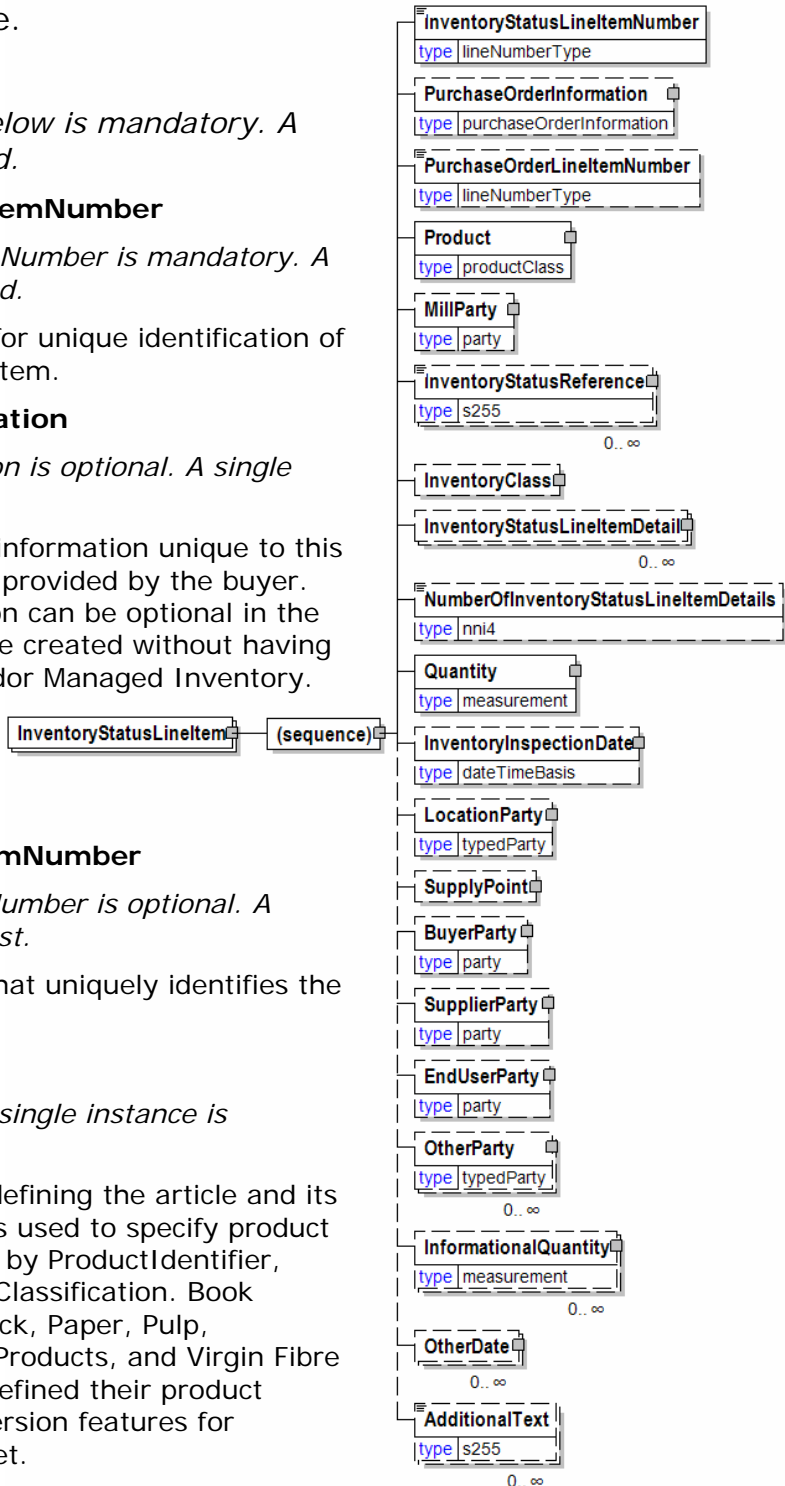 e.
elow is mandatory. A
d.
temNumber
Number is mandatory. A
d.
for unique identification of
tem.
ation
on is optional. A single
information unique to this
provided by the buyer.
on can be optional in the
e created without having
dor Managed Inventory.
mNumber
Number is optional. A
st.
hat uniquely identifies the
single instance is
defining the article and its
s used to specify product
by ProductIdentifier,
Classification. Book
ck, Paper, Pulp,
Products, and Virgin Fibre
efined their product
ersion features for
et.
InventoryStatusLineItem
(sequence)
InventoryStatusLineItemNumber
type lineNumberType
PurchaseOrderInformation
type purchaseOrderInformation
PurchaseOrderLineItemNumber
type lineNumberType
Product
type productClass
MillParty
type party
InventoryStatusReference
type s255
0.. ∞
InventoryClass
InventoryStatusLineItemDetail
0.. ∞
NumberOfInventoryStatusLineItemDetails
type nni4
Quantity
type measurement
InventoryInspectionDate
type dateTimeBasis
LocationParty
type typedParty
SupplyPoint
BuyerParty
type party
SupplierParty
type party
EndUserParty
type party
OtherParty
type typedParty
0.. ∞
InformationalQuantity
type measurement
0.. ∞
OtherDate
0.. ∞
AdditionalText
type s255
0.. ∞